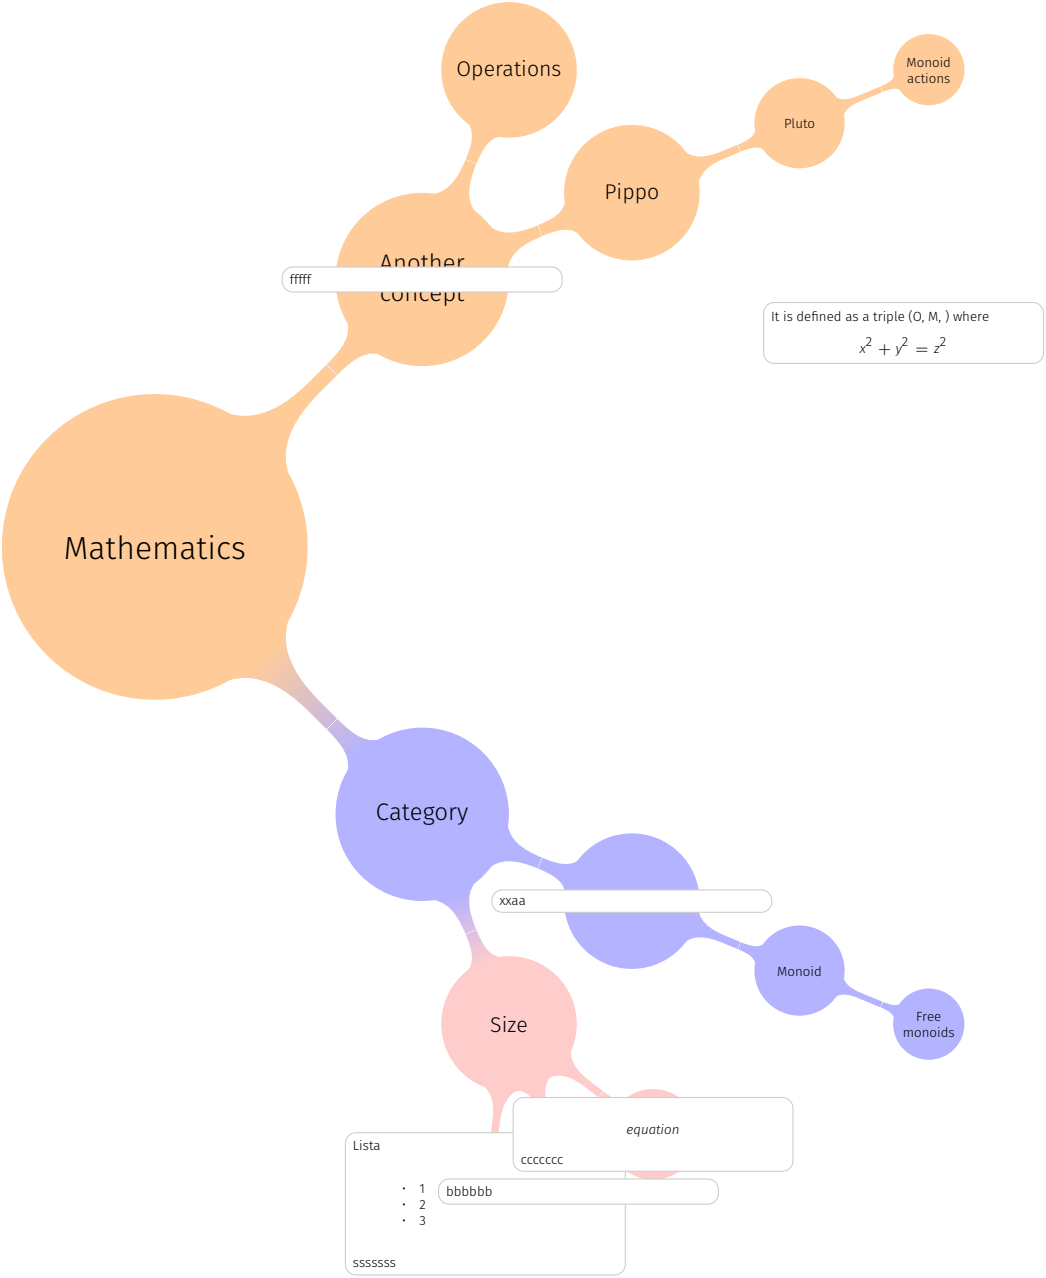 Operations
Monoid
actions
Pluto
Pippo
Another
concept
fffff
It is defined as a triple (O, M, ) where
x² + y² = z²
Mathematics
Category
xxaa
Monoid
Free
monoids
Size
equation
ccccccc
Lista
· 1
· 2
· 3
bbbbbb
sssssss